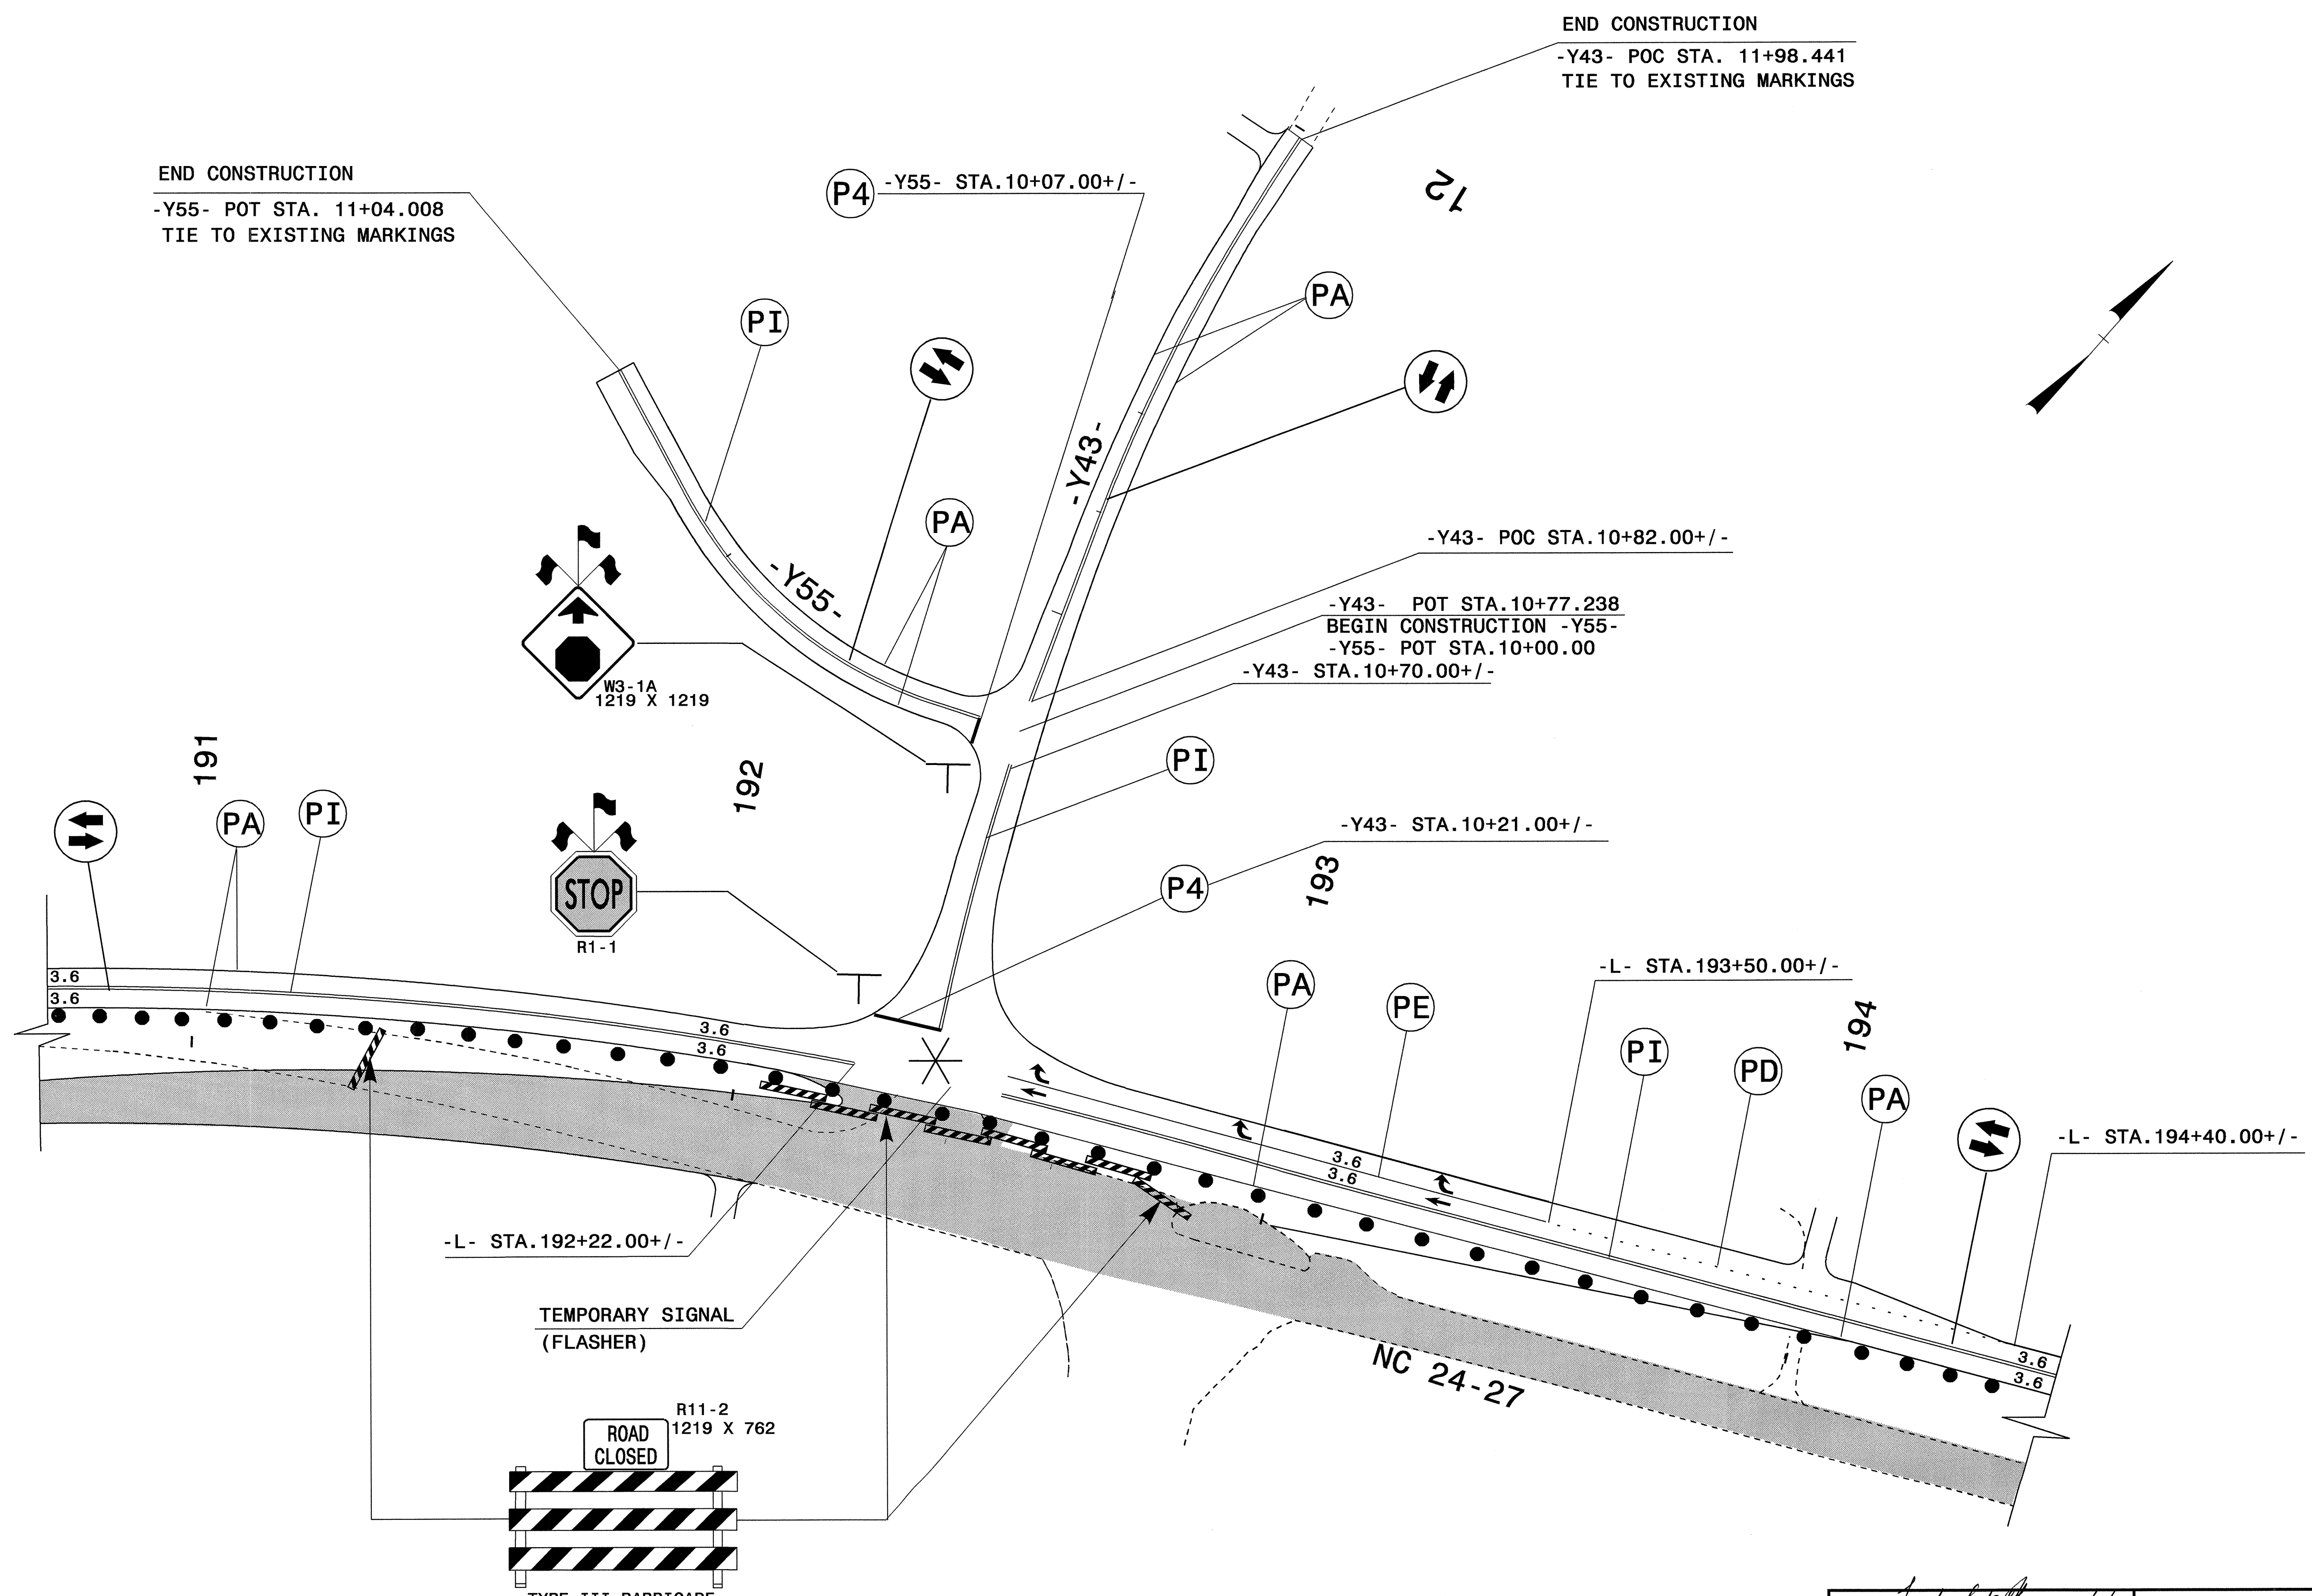 END CONSTRUCTION
-Y43- POC STA. 11+98.441
TIE TO EXISTING MARKINGS
END CONSTRUCTION
-Y55- POT STA. 11+04.008
TIE TO EXISTING MARKINGS
P4
-Y55- STA.10+07.00+/-
12
PI
PA
-Y43-
PA
-Y55-
-Y43- POC STA.10+82.00+/-
-Y43- POT STA.10+77.238
BEGIN CONSTRUCTION -Y55-
-Y55- POT STA.10+00.00
-Y43- STA.10+70.00+/-
W3-1A
1219 X 1219
191
192
PI
PA
PI
-Y43- STA.10+21.00+/-
193
P4
STOP
R1-1
3.6
3.6
3.6
3.6
PA
PE
-L- STA.193+50.00+/-
194
PI
PD
PA
-L- STA.194+40.00+/-
3.6
3.6
-L- STA.192+22.00+/-
TEMPORARY SIGNAL
(FLASHER)
NC 24-27
3.6
3.6
R11-2
1219 X 762
ROAD
CLOSED
TYPE III BARRICADE